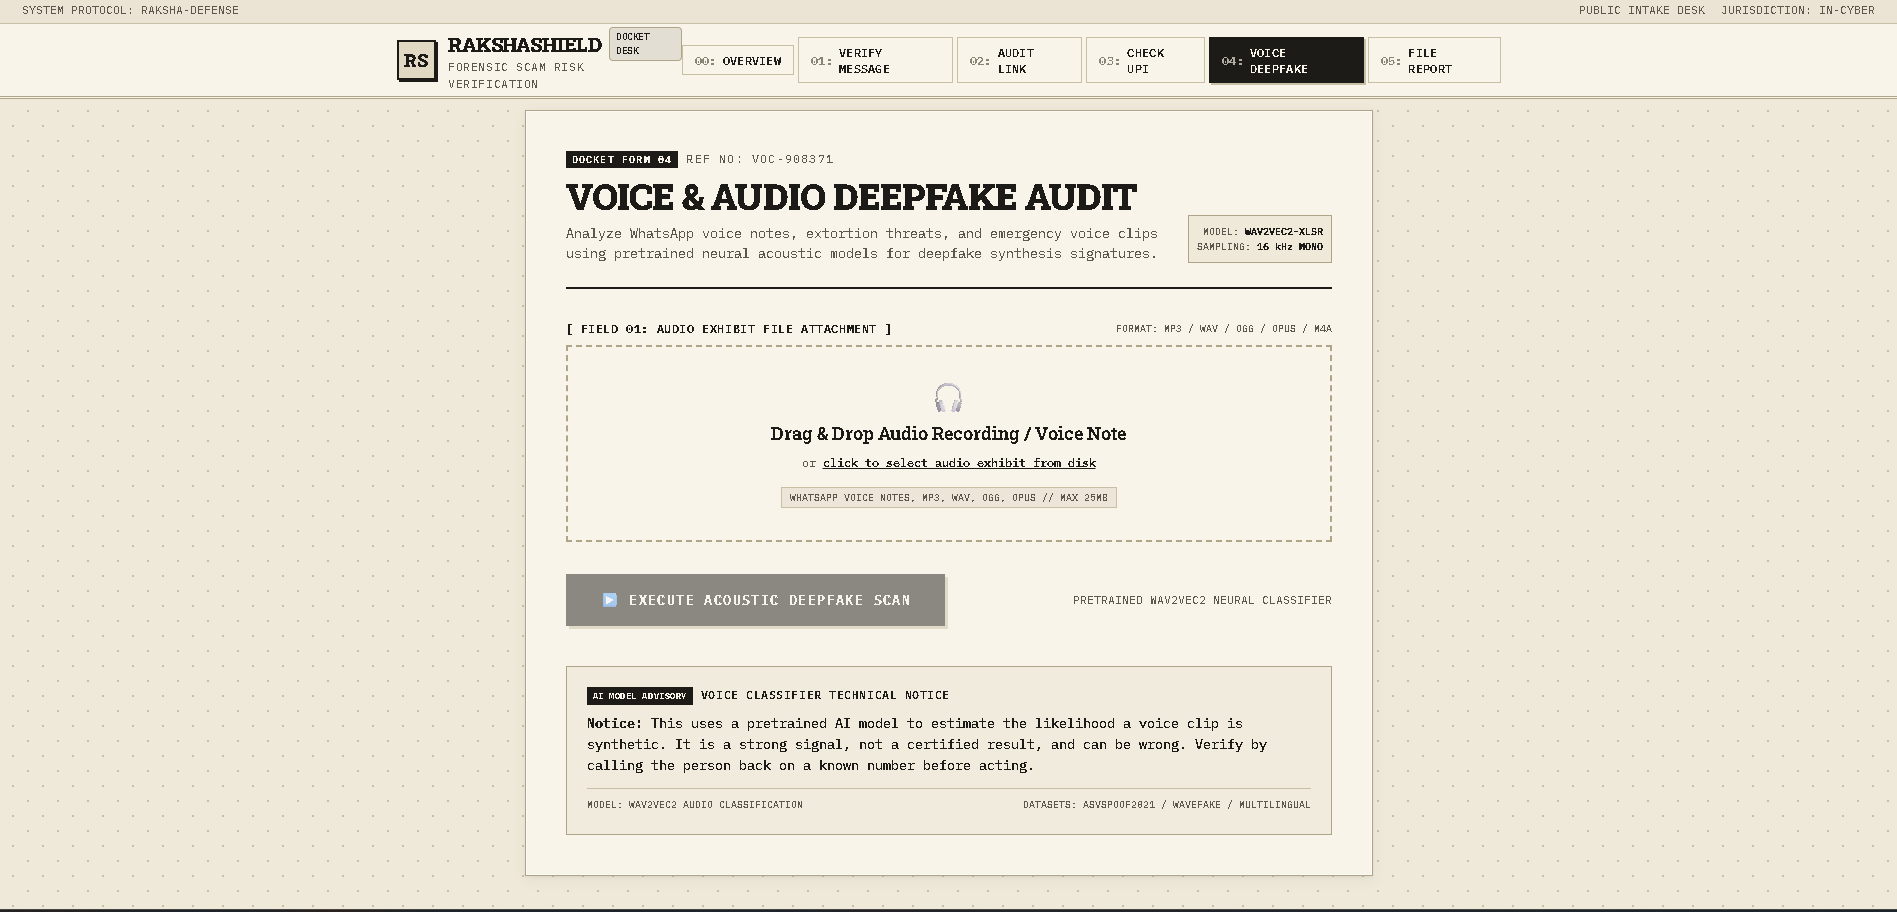 SYSTEM PROTOCOL: RAKSHA-DEFENSE
PUBLIC INTAKE DESK JURISDICTION: IN-CYBER
RS
RAKSHASHIELD
FORENSIC SCAM RISK
VERIFICATION
DOCKET
DESK
00: OVERVIEW
01: VERIFY
MESSAGE
02: AUDIT
LINK
03: CHECK
UPI
04: VOICE
DEEPFAKE
05: FILE
REPORT
DOCKET FORM 04 REF NO: VOC-908371
VOICE & AUDIO DEEPFAKE AUDIT
Analyze WhatsApp voice notes, extortion threats, and emergency voice clips
using pretrained neural acoustic models for deepfake synthesis signatures.
MODEL: WAV2VEC2-XLSR
SAMPLING: 16 kHz MONO
[ FIELD 01: AUDIO EXHIBIT FILE ATTACHMENT ]
FORMAT: MP3 / WAV / OGG / OPUS / M4A
Drag & Drop Audio Recording / Voice Note
or click to select audio exhibit from disk
WHATSAPP VOICE NOTES, MP3, WAV, OGG, OPUS // MAX 25MB
EXECUTE ACOUSTIC DEEPFAKE SCAN
PRETRAINED WAV2VEC2 NEURAL CLASSIFIER
AI MODEL ADVISORY VOICE CLASSIFIER TECHNICAL NOTICE
Notice: This uses a pretrained AI model to estimate the likelihood a voice clip is
synthetic. It is a strong signal, not a certified result, and can be wrong. Verify by
calling the person back on a known number before acting.
MODEL: WAV2VEC2 AUDIO CLASSIFICATION
DATASETS: ASVSPOOF2021 / WAVEFAKE / MULTILINGUAL